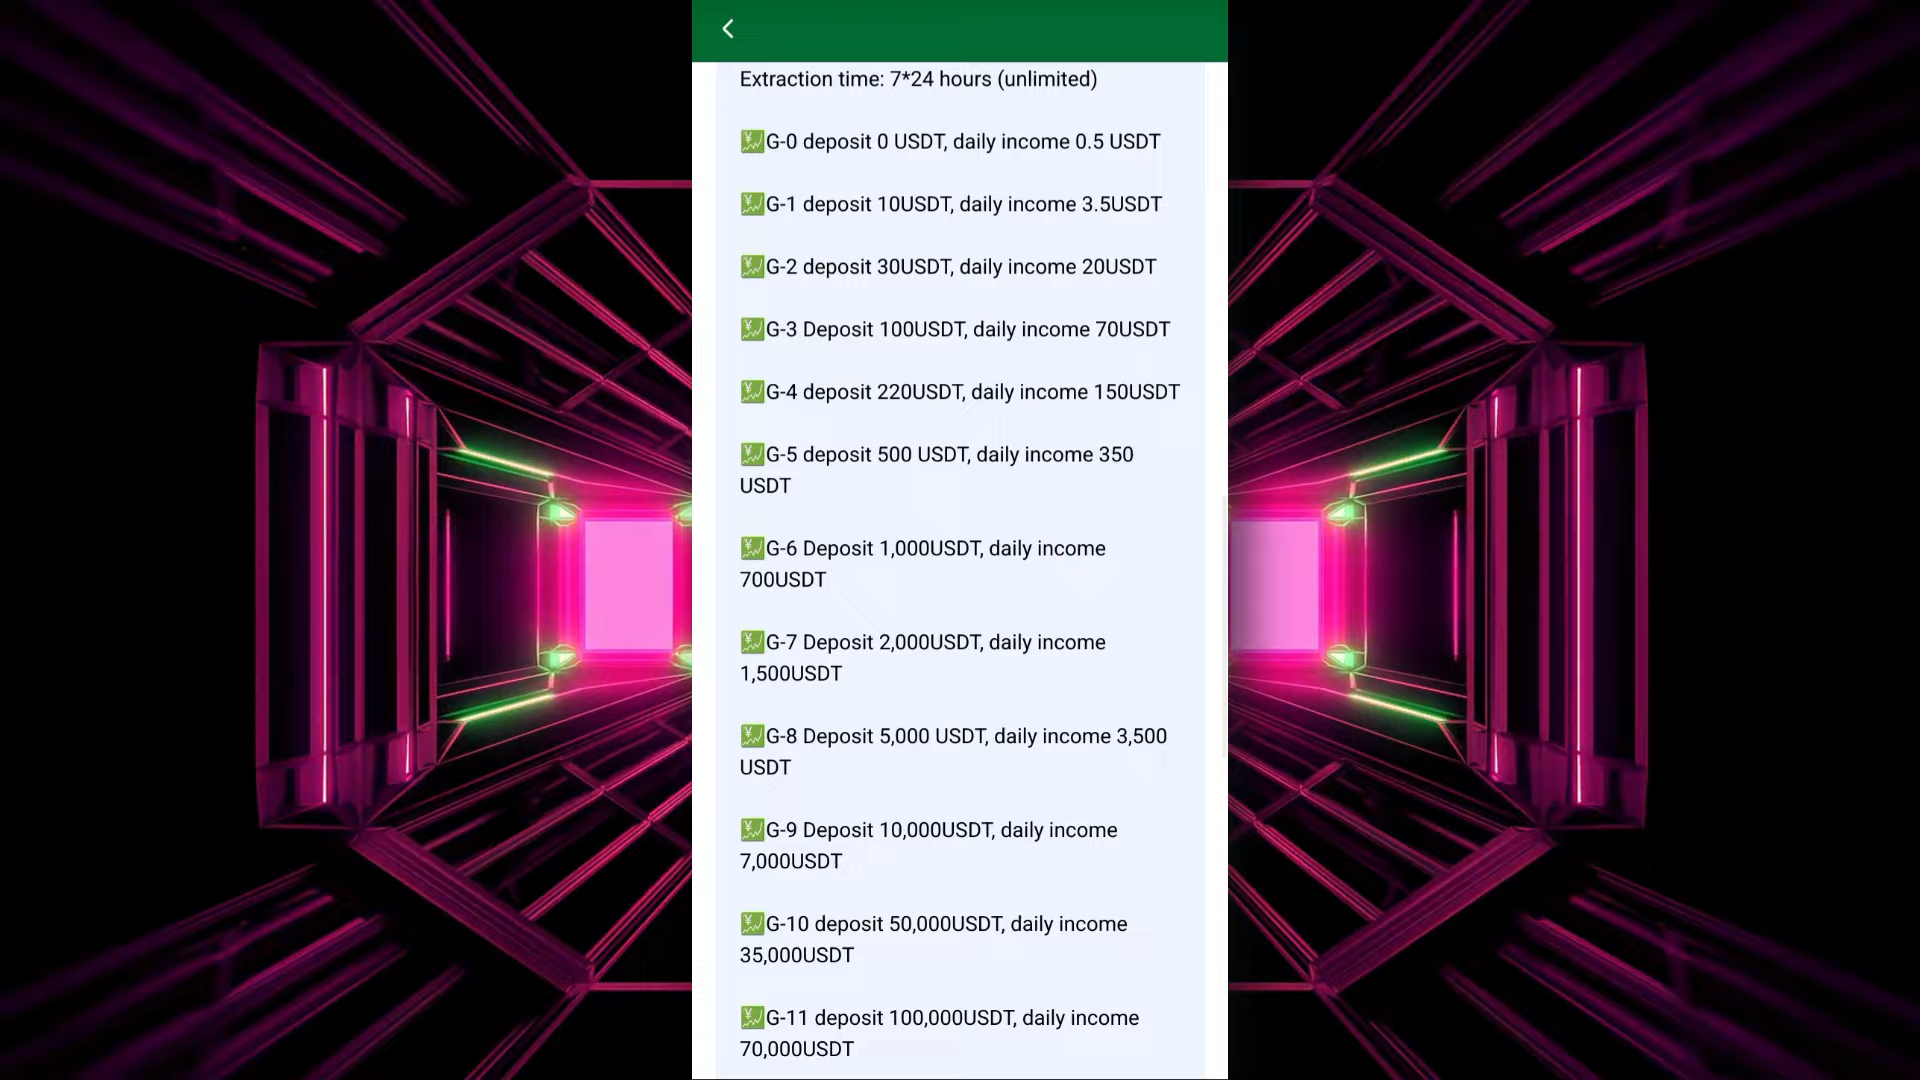 Extraction time: 7*24 hours (unlimited)
💹G-0 deposit 0 USDT, daily income 0.5 USDT
💹G-1 deposit 10USDT, daily income 3.5USDT
💹G-2 deposit 30USDT, daily income 20USDT
💹G-3 Deposit 100USDT, daily income 70USDT
💹G-4 deposit 220USDT, daily income 150USDT
💹G-5 deposit 500 USDT, daily income 350
USDT
💹G-6 Deposit 1,000USDT, daily income
700USDT
💹G-7 Deposit 2,000USDT, daily income
1,500USDT
💹G-8 Deposit 5,000 USDT, daily income 3,500
USDT
💹G-9 Deposit 10,000USDT, daily income
7,000USDT
💹G-10 deposit 50,000USDT, daily income
35,000USDT
💹G-11 deposit 100,000USDT, daily income
70,000USDT